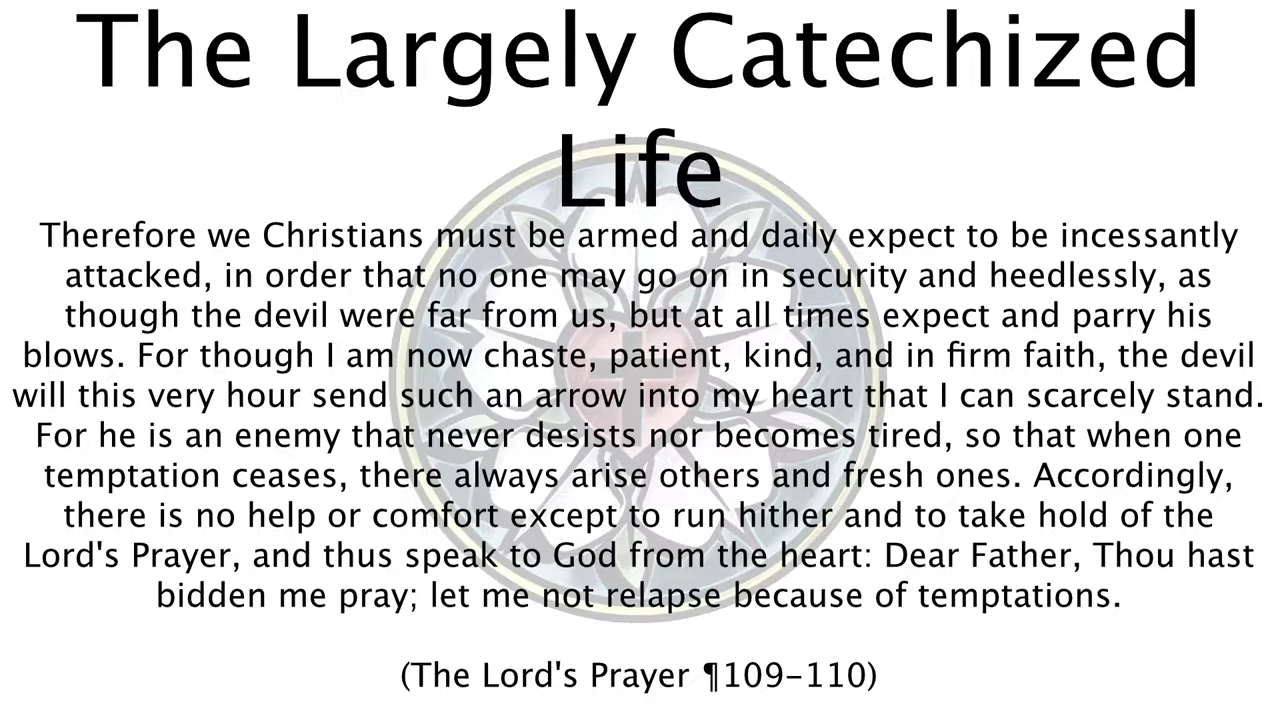 The Largely Catechized
Life
Therefore we Christians must be armed and daily expect to be incessantly
attacked, in order that no one may go on in security and heedlessly, as
though the devil were far from us, but at all times expect and parry his
blows. For though I am now chaste, patient, kind, and in firm faith, the devil
will this very hour send such an arrow into my heart that I can scarcely stand.
For he is an enemy that never desists nor becomes tired, so that when one
temptation ceases, there always arise others and fresh ones. Accordingly,
there is no help or comfort except to run hither and to take hold of the
Lord's Prayer, and thus speak to God from the heart: Dear Father, Thou hast
bidden me pray; let me not relapse because of temptations.
(The Lord's Prayer ¶109–110)